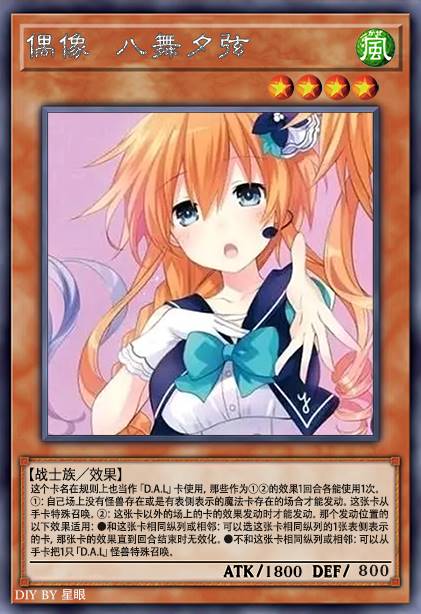 偶像 八舞夕弦
風
【战士族／效果】
这个卡名在规则上也当作「D.A.L」卡使用, 那些作为①②的效果1回合各能使用1次。
①: 自己场上没有怪兽存在或是有表侧表示的魔法卡存在的场合才能发动。这张卡从
手卡特殊召唤。②: 这张卡以外的场上的卡的效果发动时才能发动。那个发动位置的
以下效果适用: ●和这张卡相同纵列或相邻: 可以选这张卡相同纵列的1张表侧表示
的卡, 那张卡的效果直到回合结束时无效化。●不和这张卡相同纵列或相邻: 可以从
手卡把1只「D.A.L」怪兽特殊召唤。
ATK/1800 DEF/ 800
DIY BY 星眼